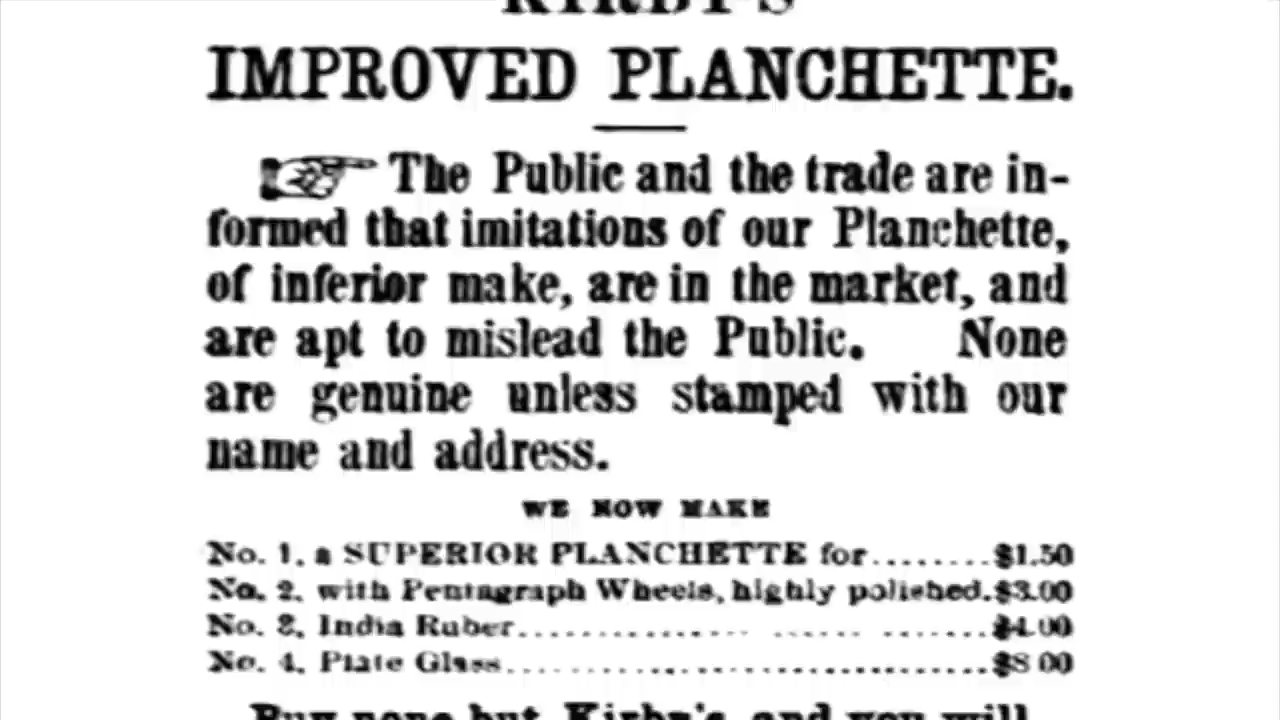 KIRBY'S
IMPROVED PLANCHETTE.
The Public and the trade are in-
formed that imitations of our Planchette,
of inferior make, are in the market, and
are apt to mislead the Public. None
are genuine unless stamped with our
name and address.
WE NOW MAKE
No. 1, a SUPERIOR PLANCHETTE for........$1.50
No. 2, with Pentagraph Wheels, highly polished.$3.00
No. 3, India Ruber.............................$4.00
No. 4, Plate Glass.............................$8 00
Buy none but Kirby's, and you will